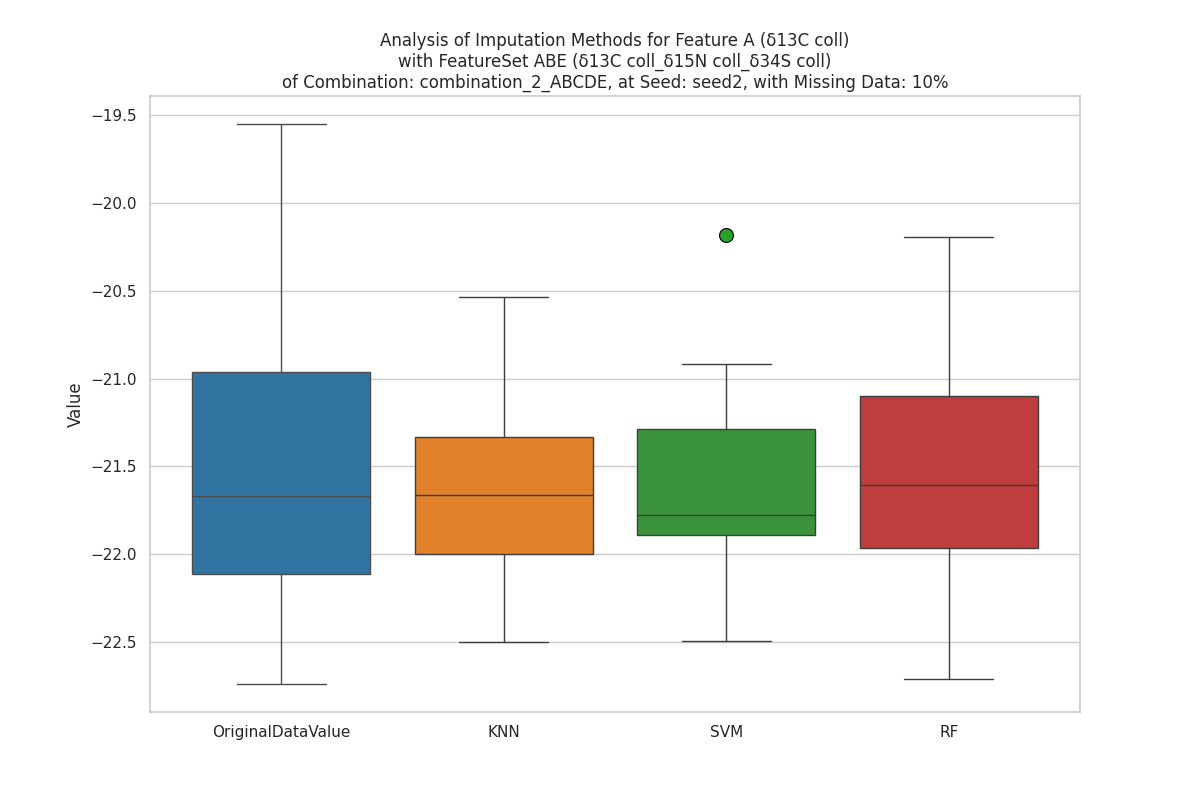 Analysis of Imputation Methods for Feature A (δ13C coll)
with FeatureSet ABE (δ13C coll_δ15N coll_δ34S coll)
of Combination: combination_2_ABCDE, at Seed: seed2, with Missing Data: 10%
−19.5
−20.0
−20.5
−21.0
−21.5
−22.0
−22.5
Value
OriginalDataValue
KNN
SVM
RF